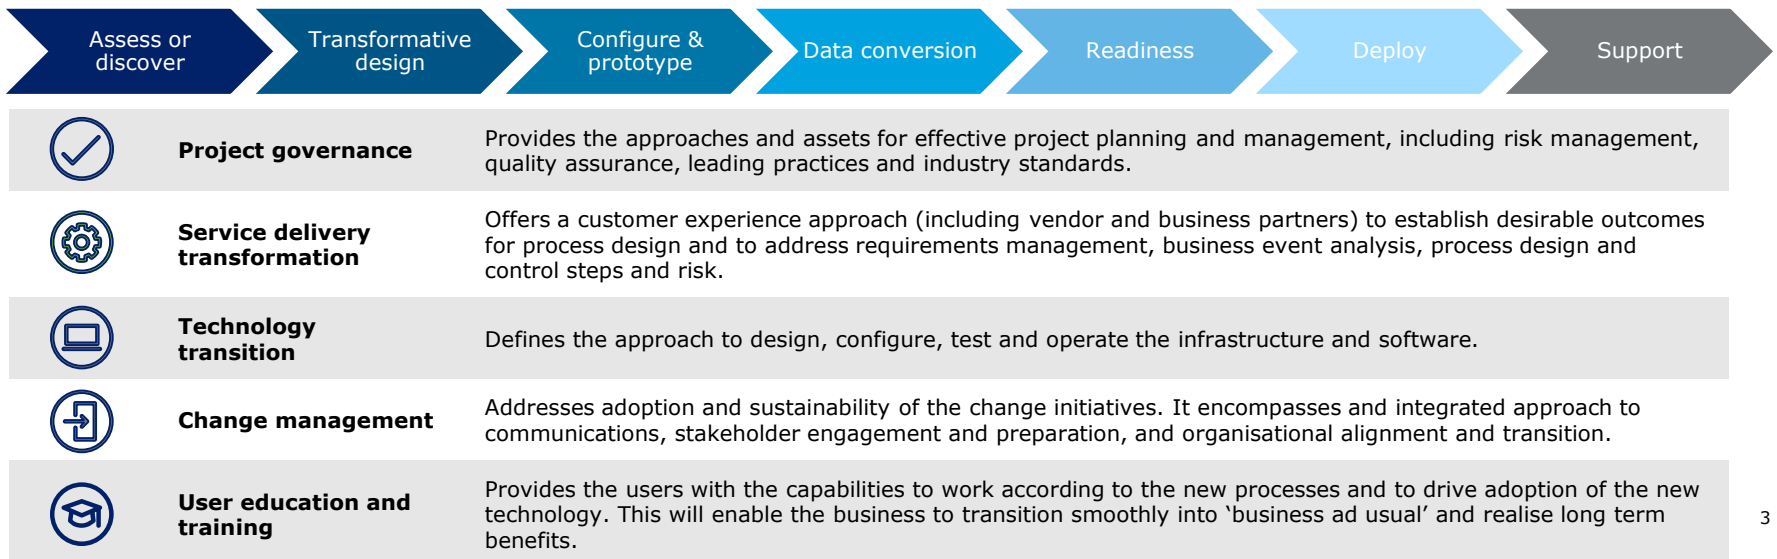 Assess or
discover
Transformative
design
Configure &
prototype
Data conversion
Readiness
Deploy
Support
Project governance
Provides the approaches and assets for effective project planning and management, including risk management,
quality assurance, leading practices and industry standards.
Service delivery
transformation
Offers a customer experience approach (including vendor and business partners) to establish desirable outcomes
for process design and to address requirements management, business event analysis, process design and
control steps and risk.
Technology
transition
Defines the approach to design, configure, test and operate the infrastructure and software.
Change management
Addresses adoption and sustainability of the change initiatives. It encompasses and integrated approach to
communications, stakeholder engagement and preparation, and organisational alignment and transition.
User education and
training
Provides the users with the capabilities to work according to the new processes and to drive adoption of the new
technology. This will enable the business to transition smoothly into ‘business ad usual’ and realise long term
benefits.
3